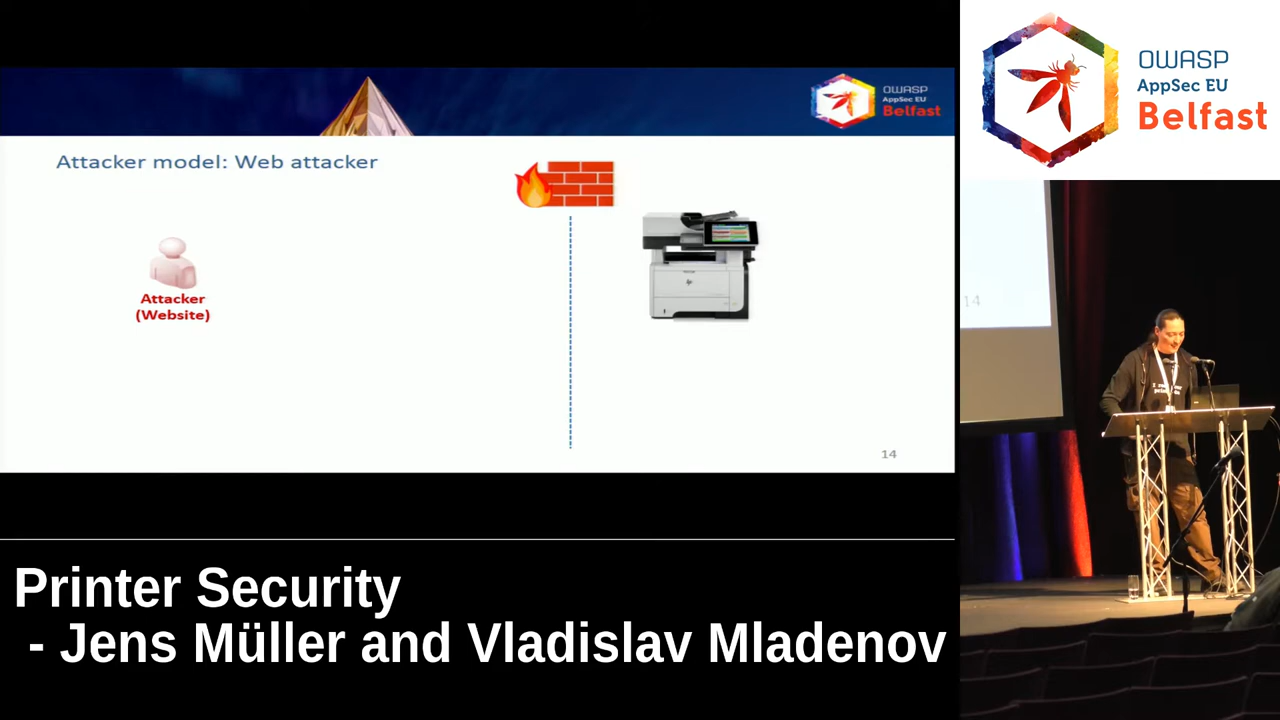 OWASP
AppSec EU
Belfast
Attacker model: Web attacker
Attacker
(Website)
14
OWASP
AppSec EU
Belfast
14
Printer Security
- Jens Müller and Vladislav Mladenov